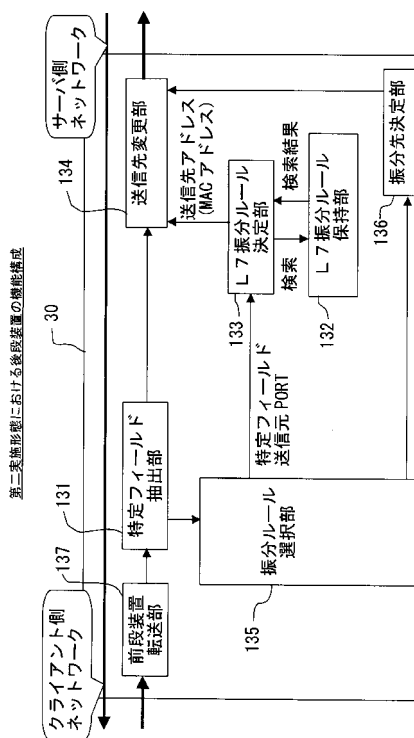 第二実施形態における後段装置の機能構成
クライアント側
ネットワーク
サーバ側
ネットワーク
30
137
前段装置
転送部
131
特定フィールド
抽出部
134
送信先変更部
送信先アドレス
(MACアドレス)
135
振分ルール
選択部
特定フィールド
送信元PORT
133
L7振分ルール
決定部
検索
検索結果
132
L7振分ルール
保持部
136
振分先決定部